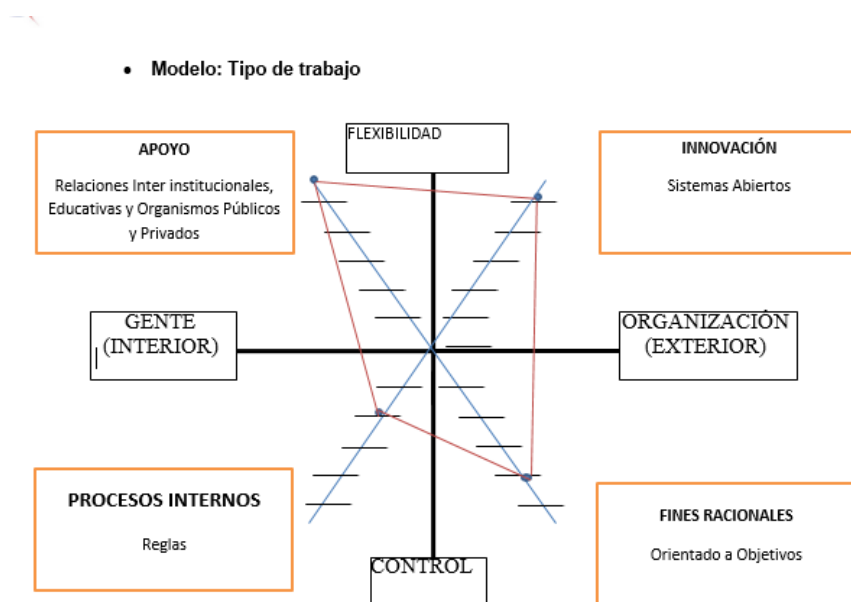 • Modelo: Tipo de trabajo
FLEXIBILIDAD
APOYO
Relaciones Inter institucionales,
Educativas y Organismos Públicos
y Privados
INNOVACIÓN
Sistemas Abiertos
GENTE
(INTERIOR)
ORGANIZACIÓN
(EXTERIOR)
PROCESOS INTERNOS
Reglas
FINES RACIONALES
Orientado a Objetivos
CONTROL